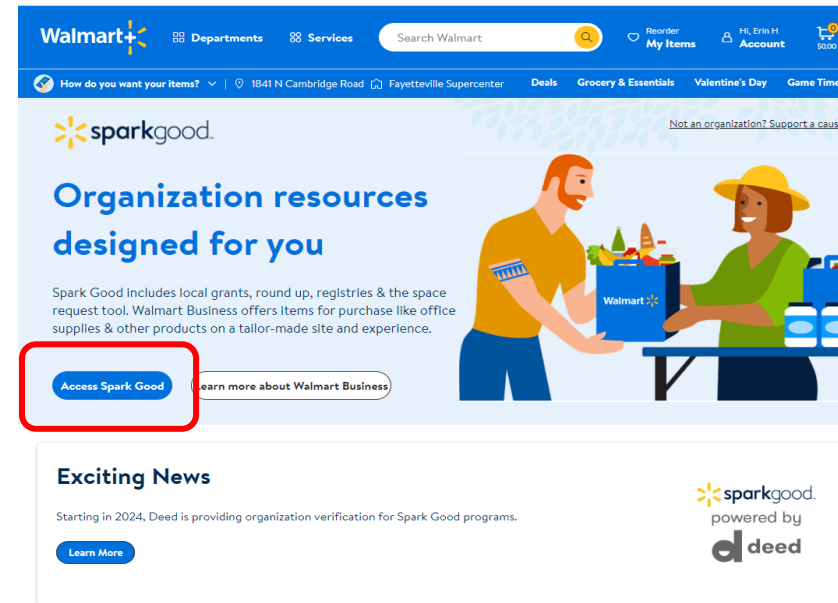 Walmart+ Departments Services Search Walmart Reorder My Items Hi, Erin H Account 0 $0.00
How do you want your items? 1841 N Cambridge Road Fayetteville Supercenter Deals Grocery & Essentials Valentine's Day Game Time
sparkgood.
Not an organization? Support a caus
Organization resources
designed for you
Spark Good includes local grants, round up, registries & the space
request tool. Walmart Business offers items for purchase like office
supplies & other products on a tailor-made site and experience.
Walmart
Access Spark Good Learn more about Walmart Business
Exciting News
Starting in 2024, Deed is providing organization verification for Spark Good programs.
Learn More
sparkgood.
powered by
deed